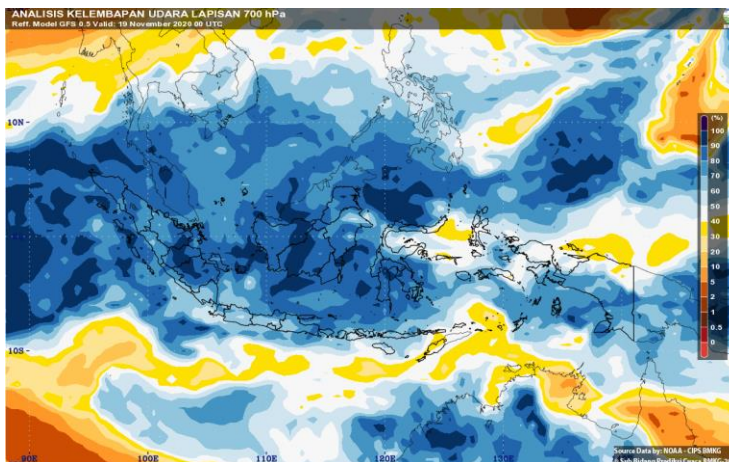 ANALISIS KELEMBAPAN UDARA LAPISAN 700 hPa
Reff. Model GFS 0.5 Valid: 19 November 2020 00 UTC
10N
10S
90E
100E
110E
120E
130E
140E
(%)
100
90
80
70
60
50
40
30
20
10
5
2
1
0.5
0
Source Data by: NOAA - CIPS BMKG